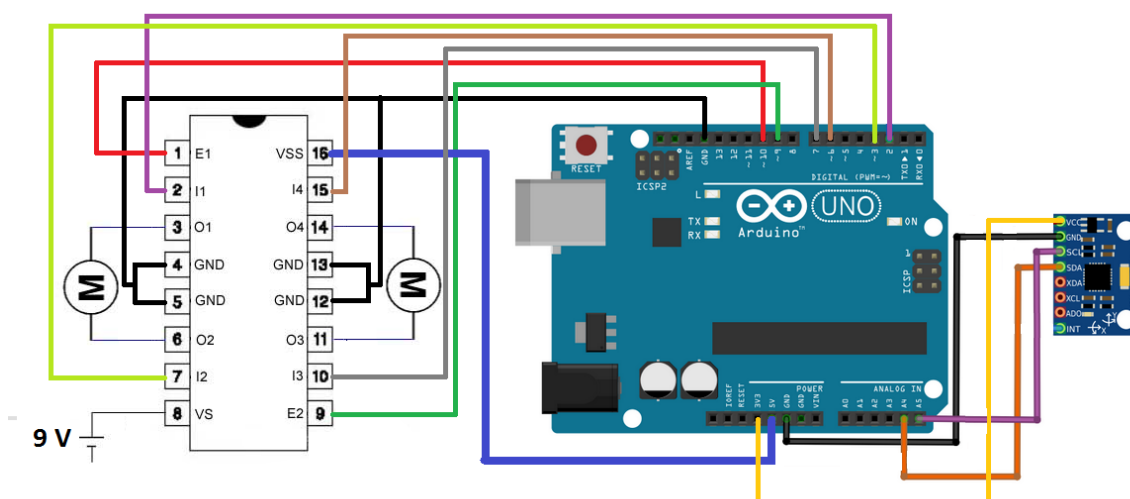 1 E1
2 I1
3 O1
4 GND
5 GND
6 O2
7 I2
8 VS
VSS 16
I4 15
O4 14
GND 13
GND 12
O3 11
I3 10
E2 9
M
M
9 V
RESET
ICSP2
AREF
GND
13
12
~11
~10
~9
8
7
~6
~5
4
~3
2
TXD ▶ 1
RXD ◀ 0
DIGITAL (PWM=~)
L
TX
RX
UNO
Arduino™
ON
1
ICSP
IOREF
RESET
3V3
5V
GND
GND
VIN
POWER
ANALOG IN
A0
A1
A2
A3
A4
A5
VCC
GND
SCL
SDA
XDA
XCL
ADO
INT
X